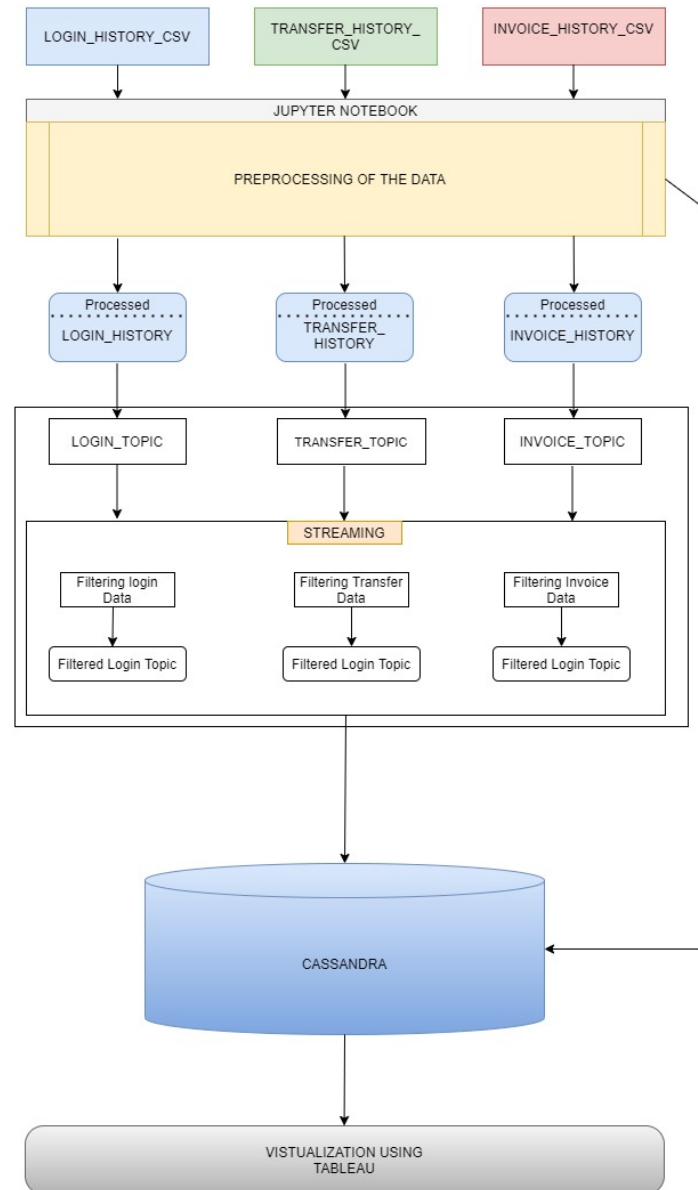 LOGIN_HISTORY_CSV
TRANSFER_HISTORY_
CSV
INVOICE_HISTORY_CSV
JUPYTER NOTEBOOK
PREPROCESSING OF THE DATA
Processed
LOGIN_HISTORY
Processed
TRANSFER_
HISTORY
Processed
INVOICE_HISTORY
LOGIN_TOPIC
TRANSFER_TOPIC
INVOICE_TOPIC
STREAMING
Filtering login
Data
Filtering Transfer
Data
Filtering Invoice
Data
Filtered Login Topic
Filtered Login Topic
Filtered Login Topic
CASSANDRA
VISTUALIZATION USING
TABLEAU